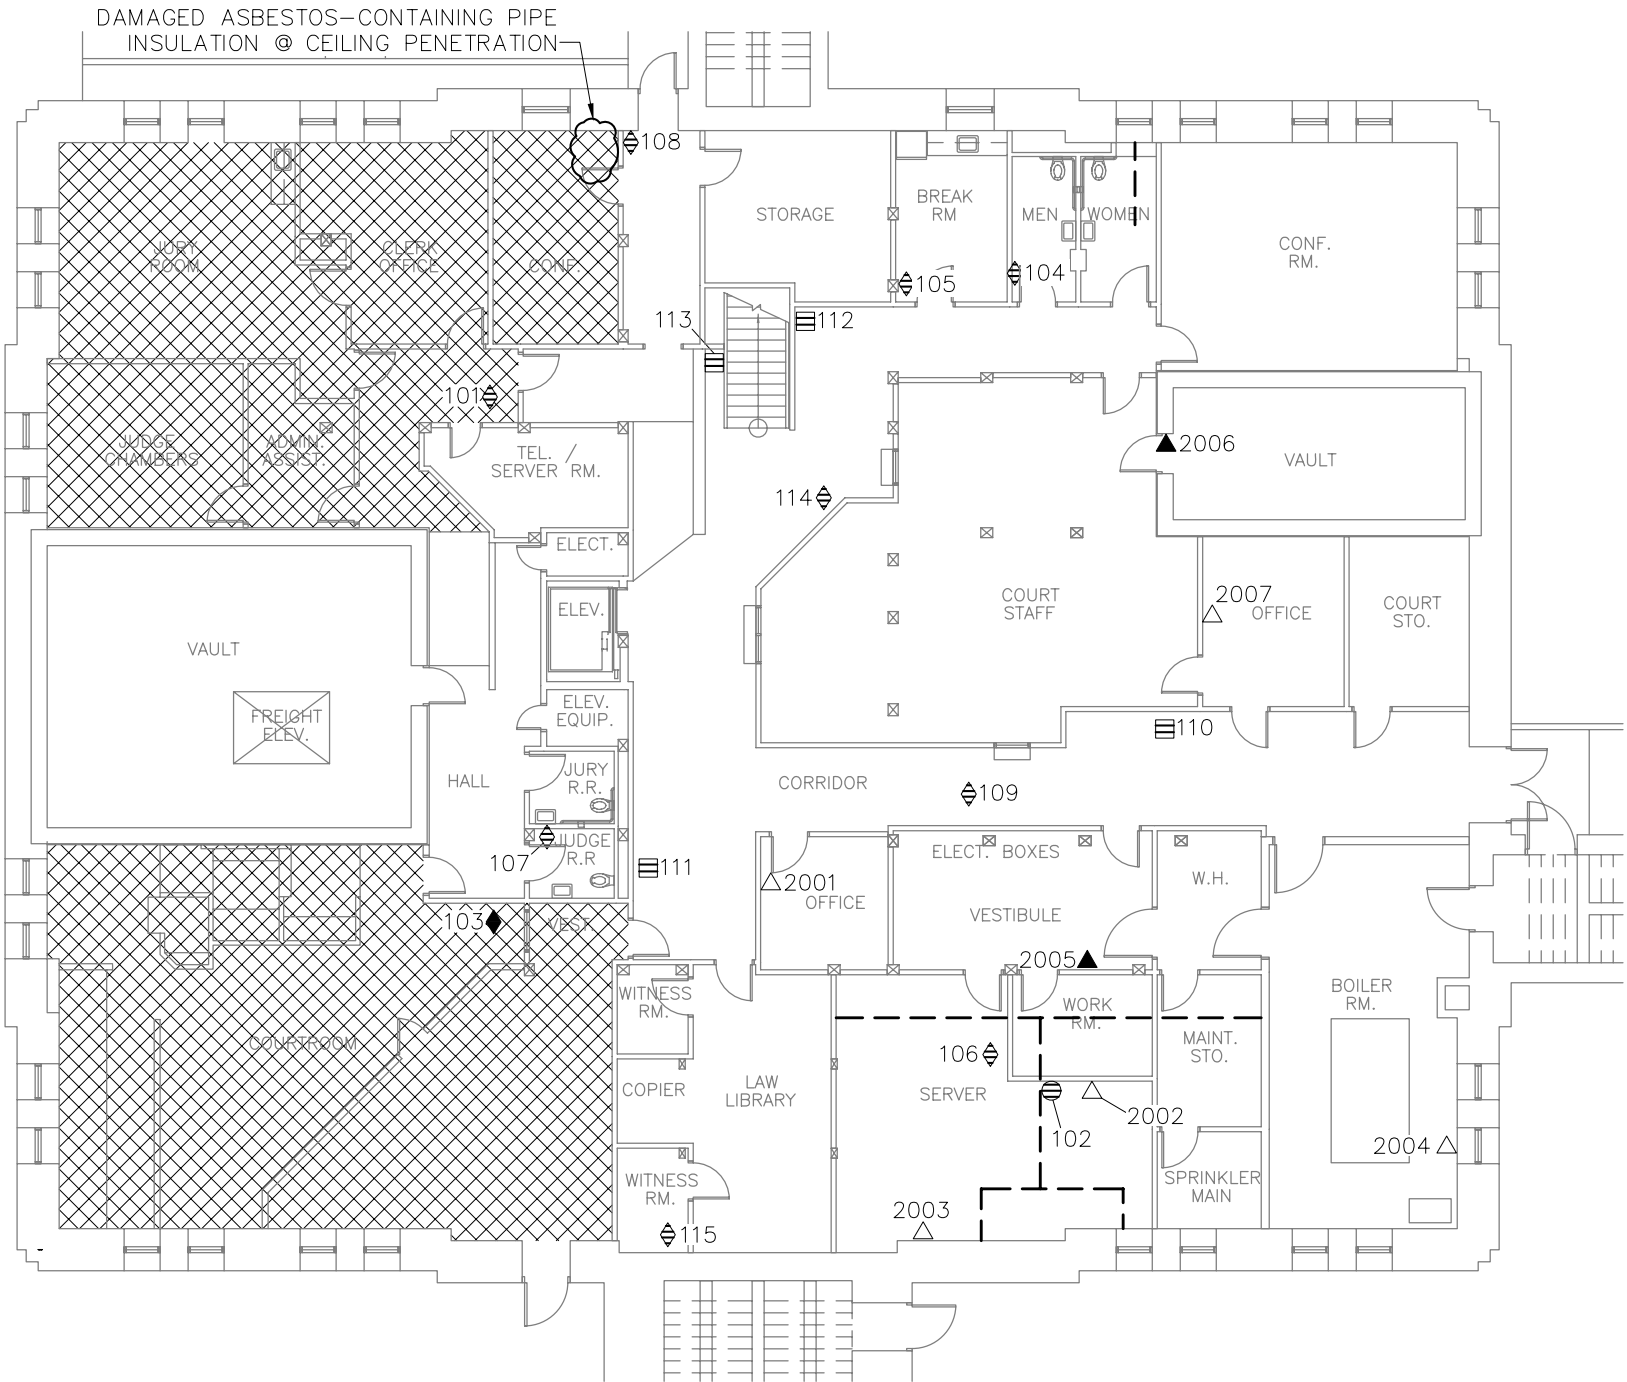 DAMAGED ASBESTOS-CONTAINING PIPE
INSULATION @ CEILING PENETRATION
108
STORAGE
BREAK
RM
MEN
WOMEN
CONF.
RM.
JURY
ROOM
CLERK
OFFICE
CONF.
105
104
113
112
101
JUDGE
CHAMBERS
ADMIN.
ASSIST.
TEL. /
SERVER RM.
2006
VAULT
114
ELECT.
ELEV.
COURT
STAFF
2007
OFFICE
COURT
STO.
VAULT
FREIGHT
ELEV.
ELEV.
EQUIP.
110
HALL
JURY
R.R.
CORRIDOR
109
107
JUDGE
R.R
111
2001
OFFICE
ELECT. BOXES
VESTIBULE
W.H.
103
VEST.
2005
WITNESS
RM.
WORK
RM.
BOILER
RM.
COURTROOM
106
MAINT.
STO.
COPIER
LAW
LIBRARY
SERVER
2002
102
2004
WITNESS
RM.
SPRINKLER
MAIN
2003
115